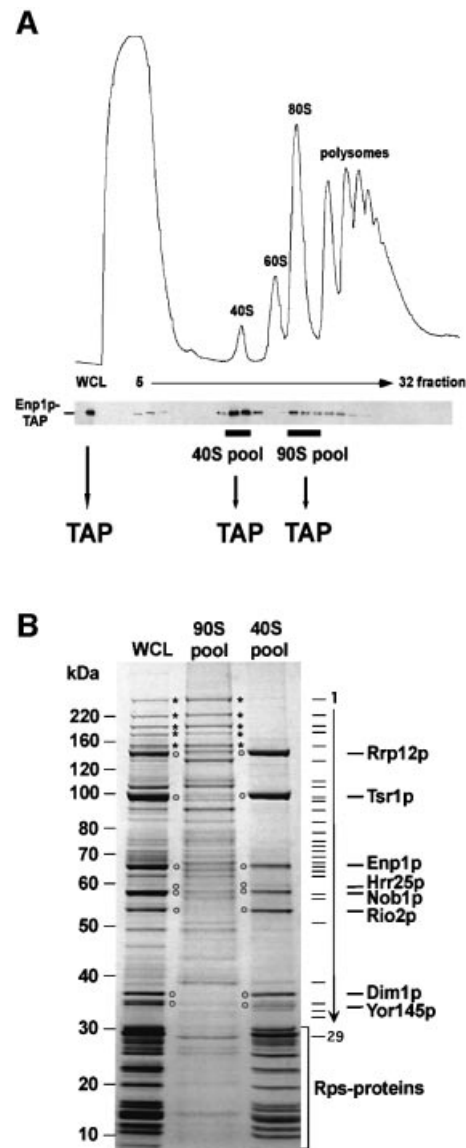 A
80S
polysomes
60S
40S
WCL 5 32 fraction
Enp1p-
TAP
40S pool 90S pool
TAP TAP TAP
B
90S 40S
WCL pool pool
kDa
1
220
160
120
100
80
70
60
50
40
30
20
10
Rrp12p
Tsr1p
Enp1p
Hrr25p
Nob1p
Rio2p
Dim1p
Yor145p
29
Rps-proteins